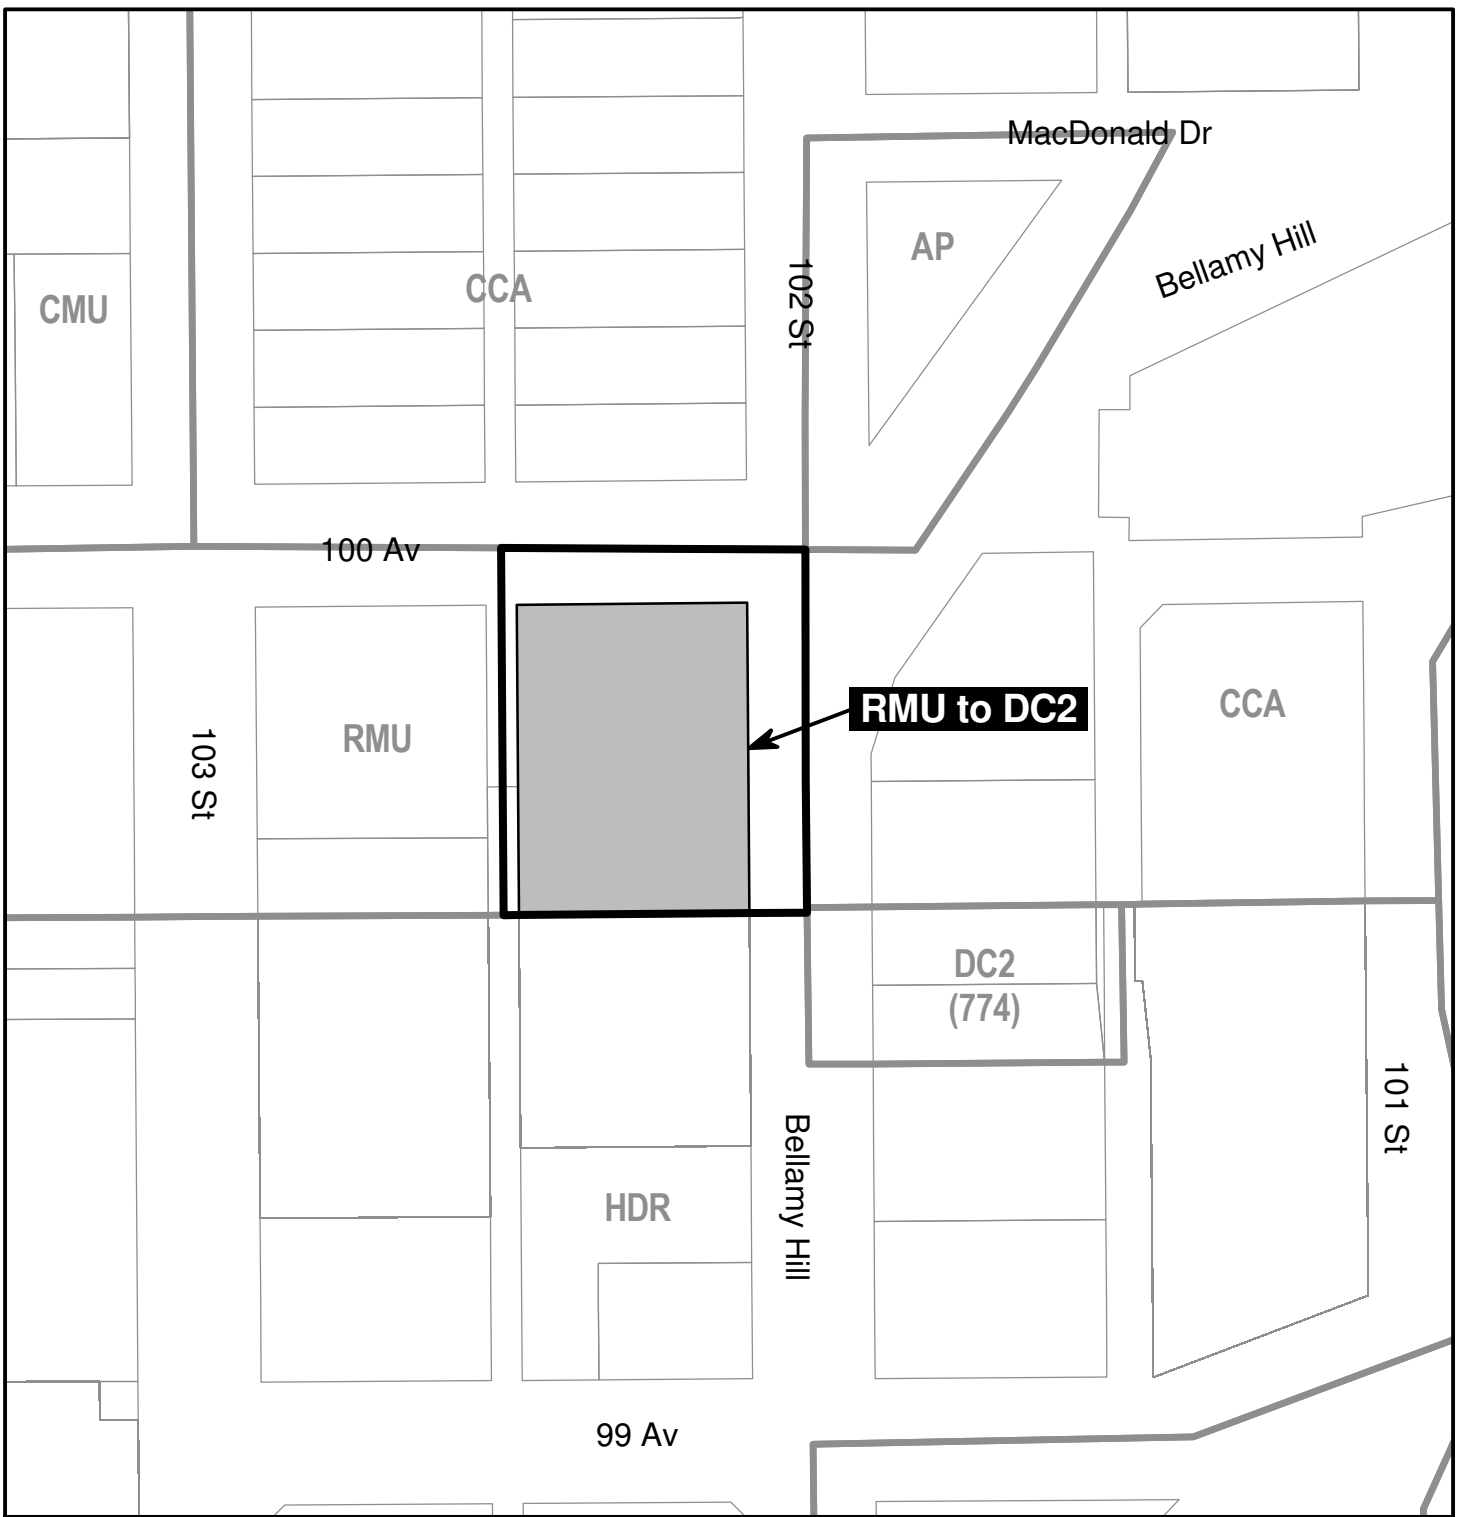 MacDonald Dr
AP
Bellamy Hill
102 St
CCA
CMU
100 Av
RMU to DC2
CCA
RMU
103 St
DC2
(774)
101 St
Bellamy Hill
HDR
99 Av